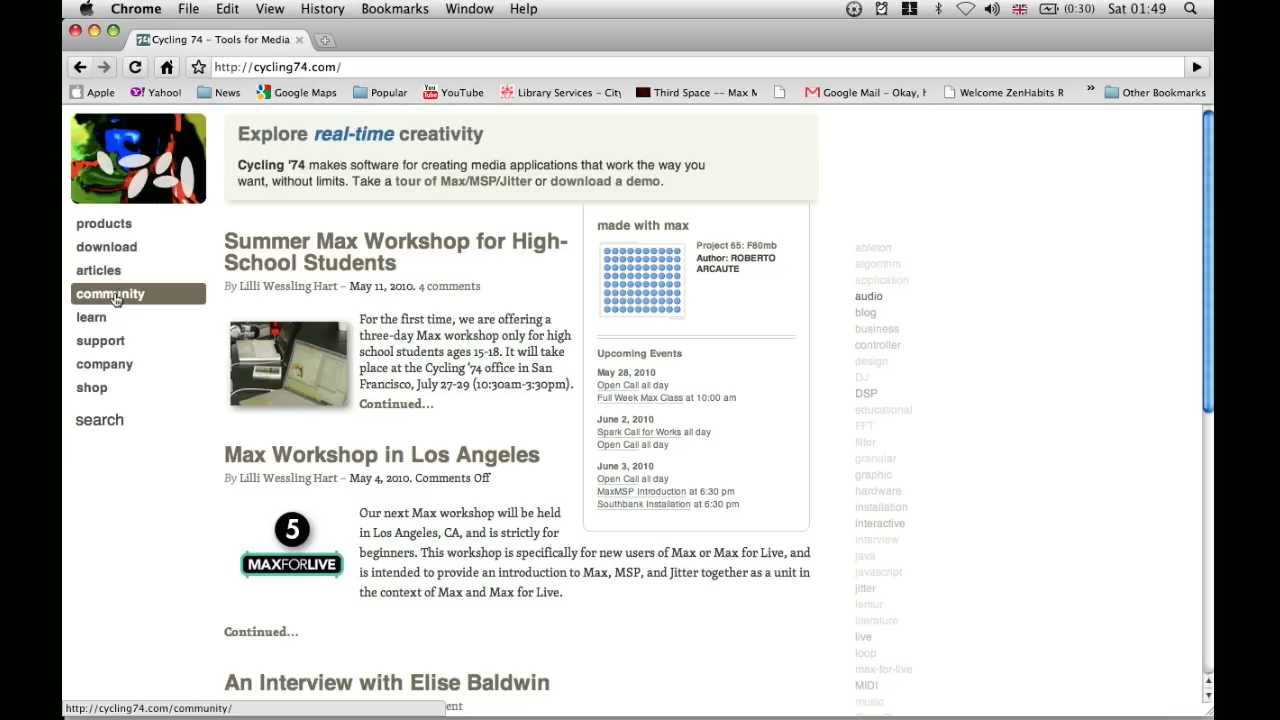 Chrome File Edit View History Bookmarks Window Help (0:30) Sat 01:49
Cycling 74 – Tools for Media
http://cycling74.com/
Apple Yahoo! News Google Maps Popular YouTube Library Services – City Third Space –– Max M Google Mail – Okay, Welcome ZenHabits R » Other Bookmarks
Explore real-time creativity
Cycling '74 makes software for creating media applications that work the way you
want, without limits. Take a tour of Max/MSP/Jitter or download a demo.
products
download
articles
community
learn
support
company
shop
search
Summer Max Workshop for High-
School Students
By Lilli Wessling Hart – May 11, 2010. 4 comments
For the first time, we are offering a
three-day Max workshop only for high
school students ages 15-18. It will take
place at the Cycling '74 office in San
Francisco, July 27-29 (10:30am-3:30pm).
Continued...
Max Workshop in Los Angeles
By Lilli Wessling Hart – May 4, 2010. Comments Off
5
MAXFORLIVE
Our next Max workshop will be held
in Los Angeles, CA, and is strictly for
beginners. This workshop is specifically for new users of Max or Max for Live, and
is intended to provide an introduction to Max, MSP, and Jitter together as a unit in
the context of Max and Max for Live.
Continued...
An Interview with Elise Baldwin
made with max
Project 65: F80mb
Author: ROBERTO
ARCAUTE
Upcoming Events
May 28, 2010
Open Call all day
Full Week Max Class at 10:00 am
June 2, 2010
Spark Call for Works all day
Open Call all day
June 3, 2010
Open Call all day
MaxMSP Introduction at 6:30 pm
Southbank Installation at 6:30 pm
ableton
algorithm
application
audio
blog
business
controller
design
DJ
DSP
educational
FFT
filter
granular
graphic
hardware
installation
interactive
interview
java
javascript
jitter
lemur
literature
live
loop
max-for-live
MIDI
music
http://cycling74.com/community/